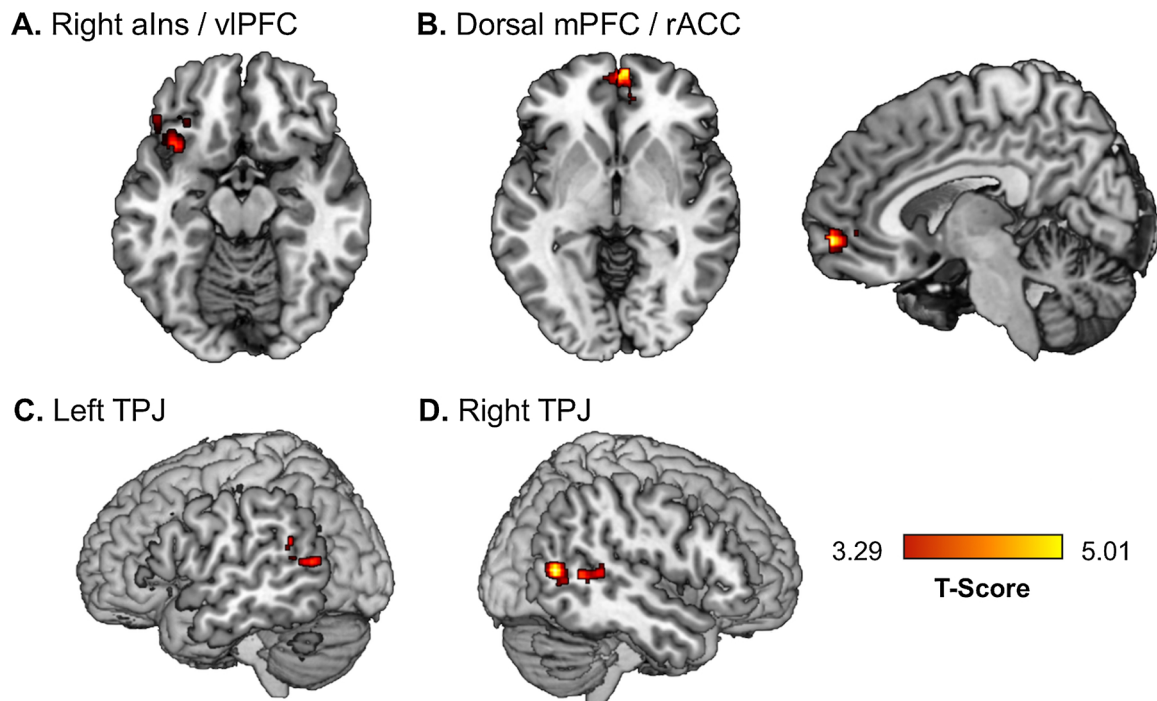 A. Right aIns / vlPFC
B. Dorsal mPFC / rACC
C. Left TPJ
D. Right TPJ
3.29
5.01
T-Score